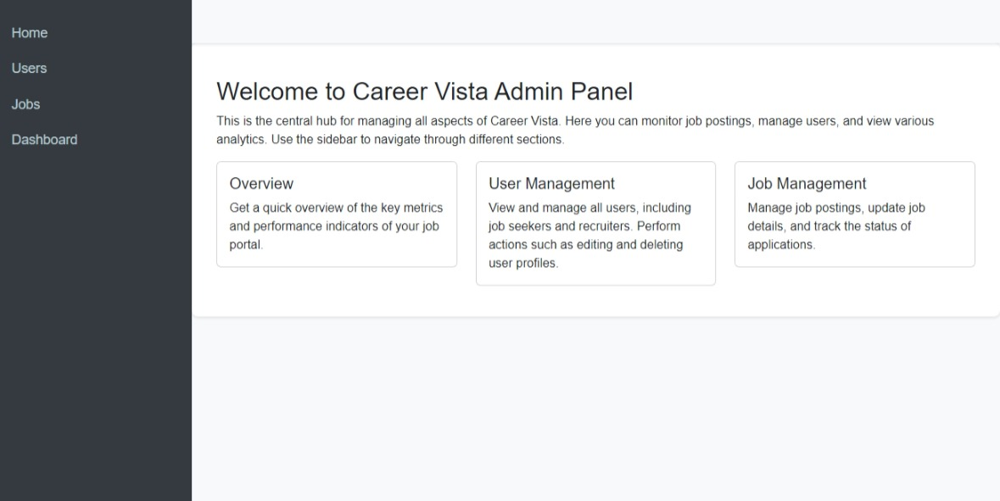 Home
Users
Jobs
Dashboard
Welcome to Career Vista Admin Panel
This is the central hub for managing all aspects of Career Vista. Here you can monitor job postings, manage users, and view various
analytics. Use the sidebar to navigate through different sections.
Overview
Get a quick overview of the key metrics
and performance indicators of your job
portal.
User Management
View and manage all users, including
job seekers and recruiters. Perform
actions such as editing and deleting
user profiles.
Job Management
Manage job postings, update job
details, and track the status of
applications.